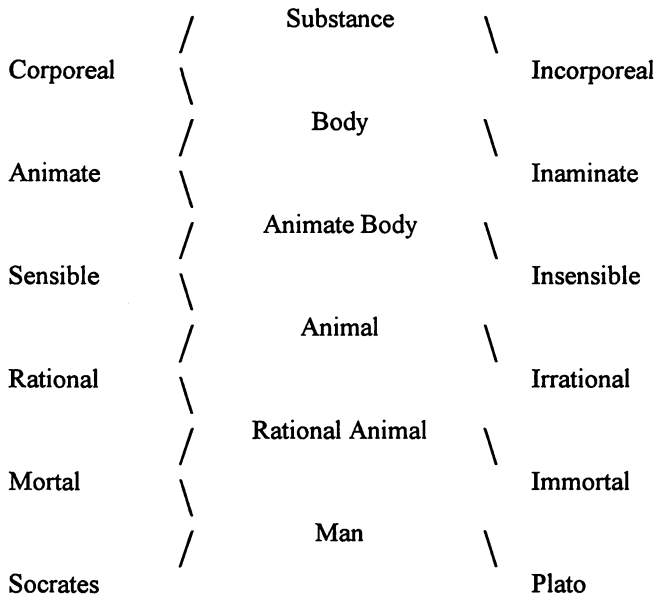 Substance
Corporeal Incorporeal
Body
Animate Inaminate
Animate Body
Sensible Insensible
Animal
Rational Irrational
Rational Animal
Mortal Immortal
Man
Socrates Plato